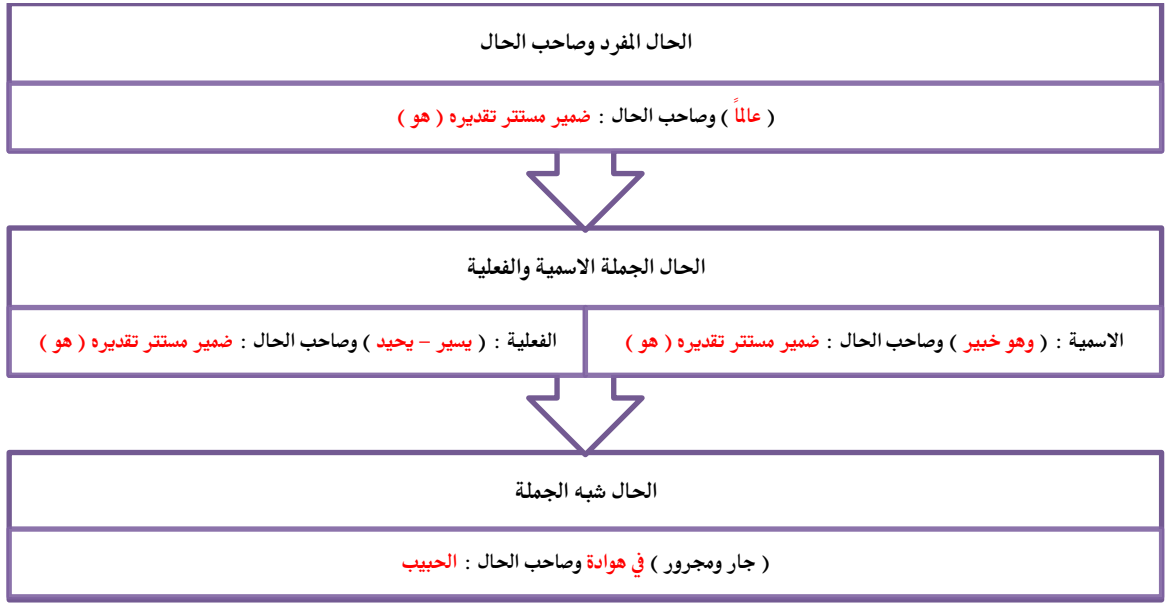 الحال المفرد وصاحب الحال
( عالماً ) وصاحب الحال : ضمير مستتر تقديره ( هو )
الحال الجملة الاسمية والفعلية
الاسمية : ( وهو خبير ) وصاحب الحال : ضمير مستتر تقديره ( هو )
الفعلية : ( يسير – يحيد ) وصاحب الحال : ضمير مستتر تقديره ( هو )
الحال شبه الجملة
( جار ومجرور ) في هوادة وصاحب الحال : الحبيب